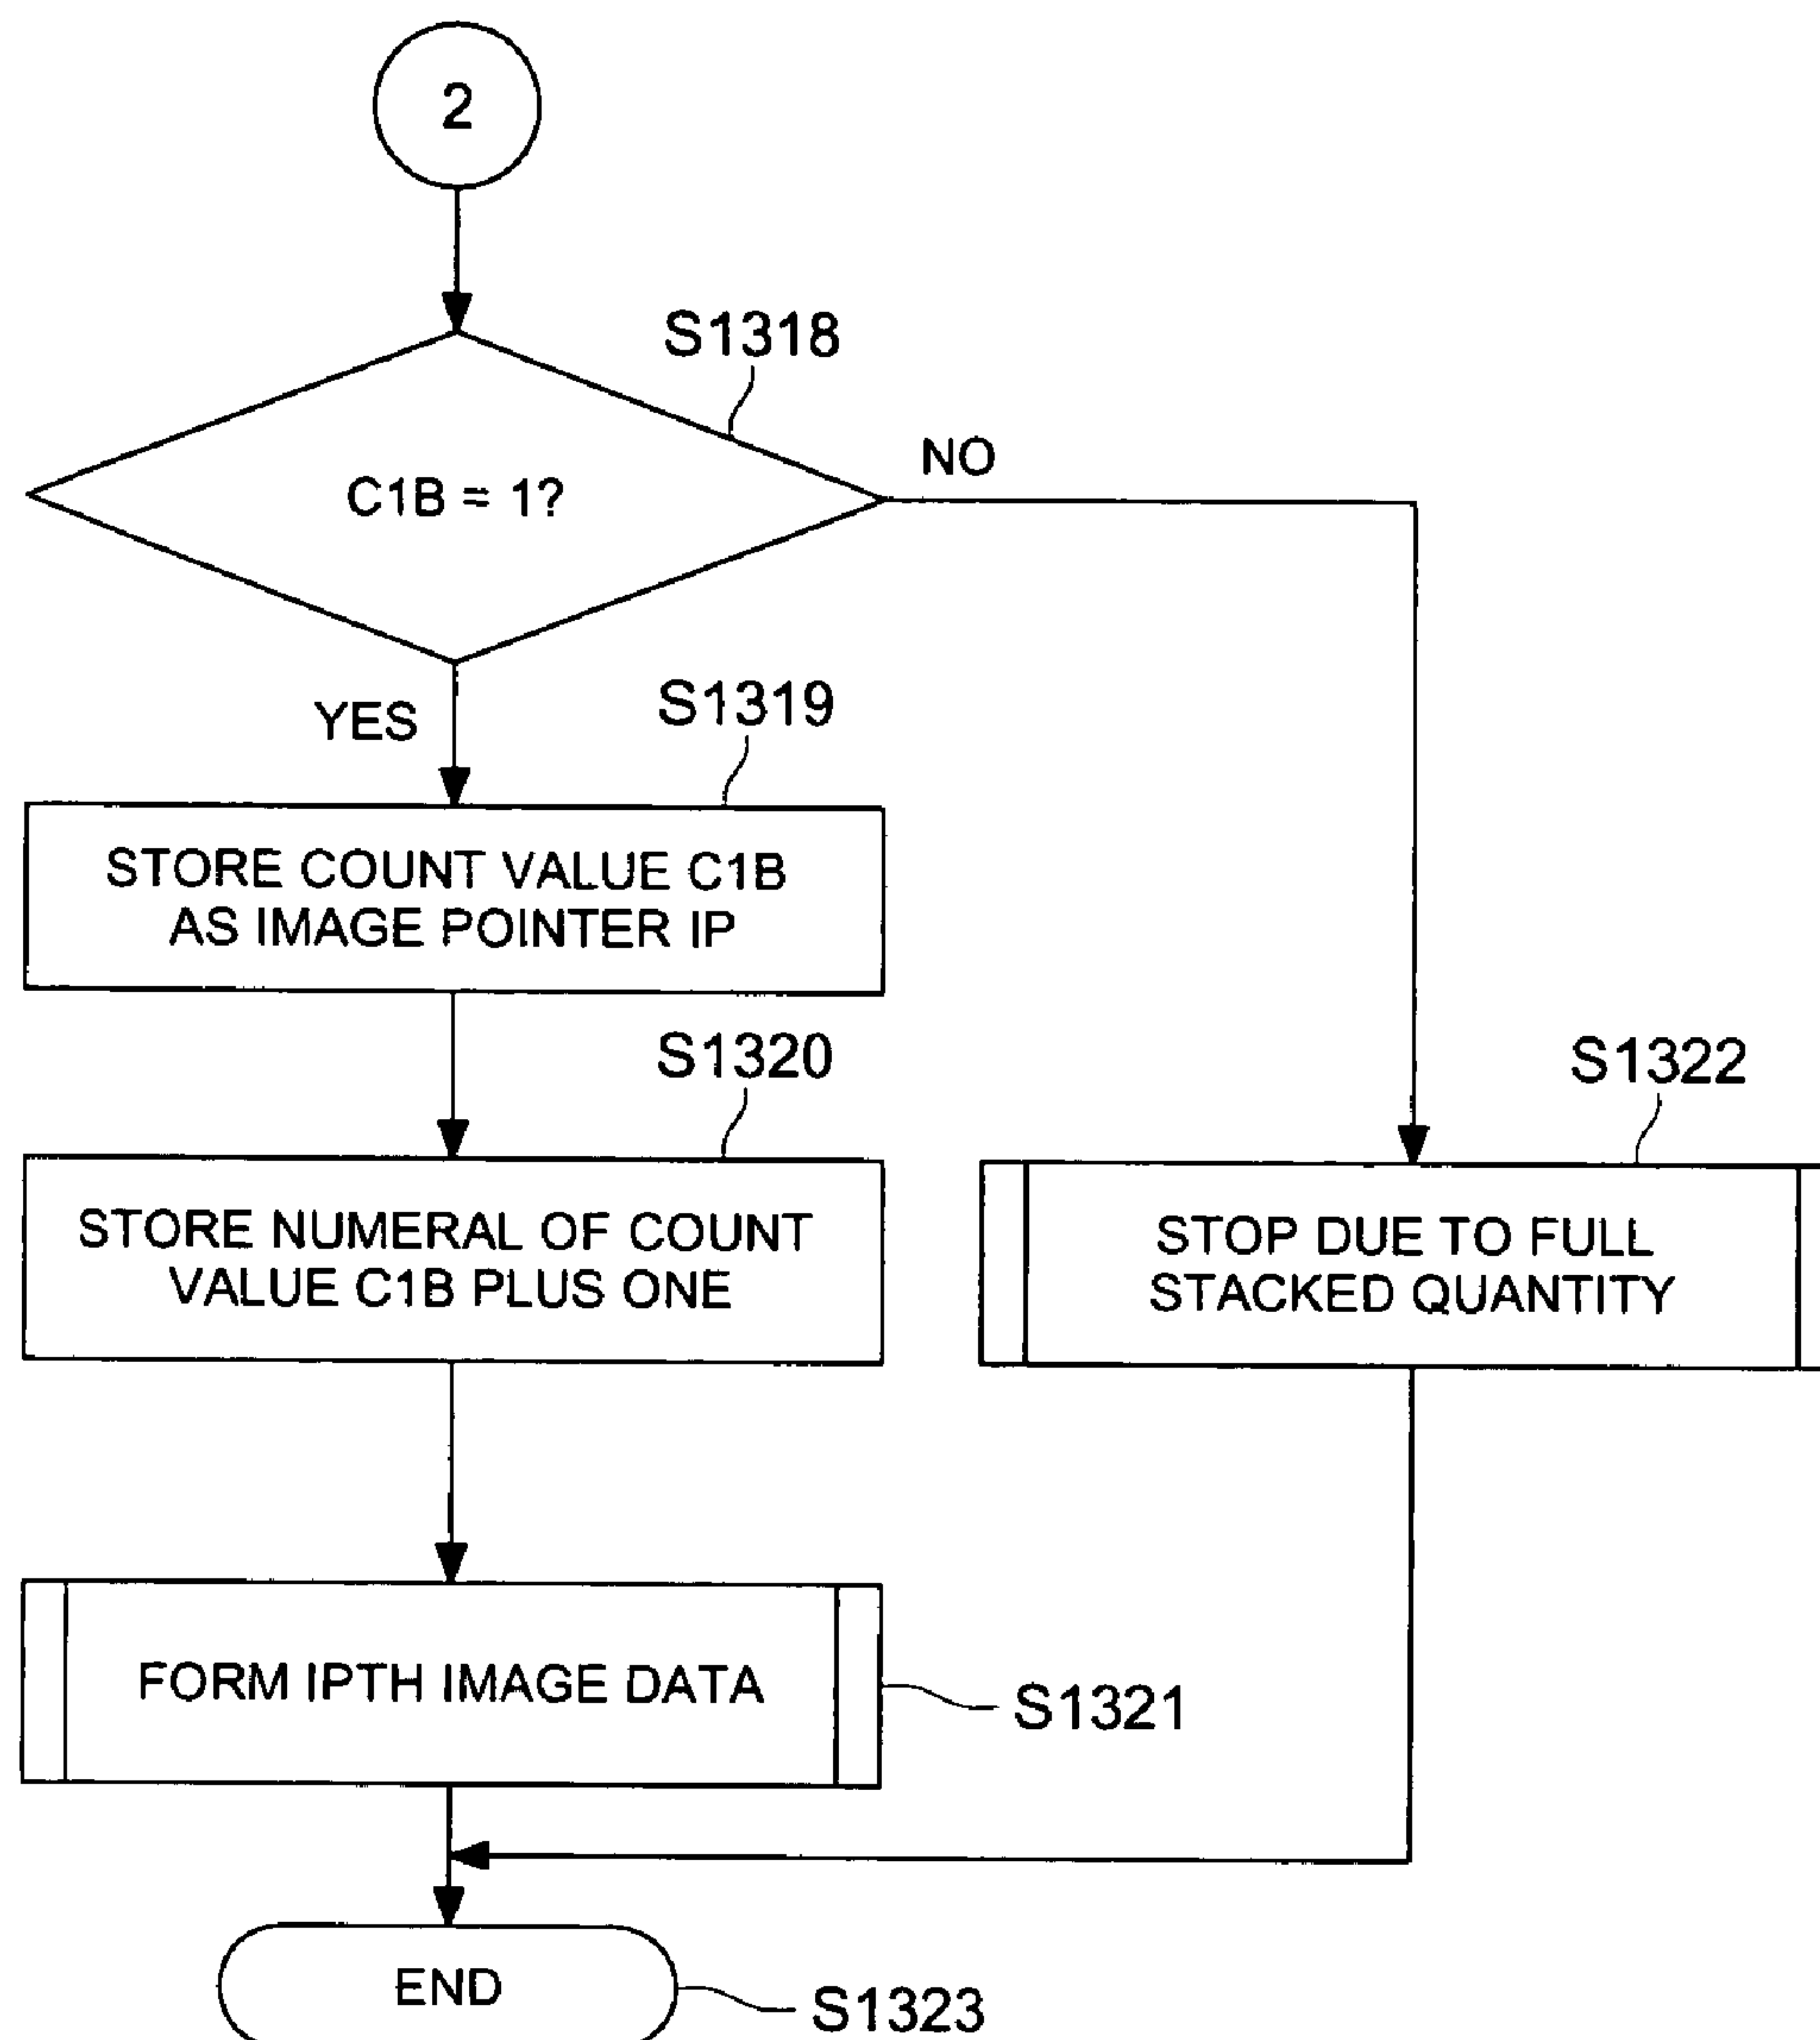 2
S1318
C1B = 1?
NO
YES
S1319
STORE COUNT VALUE C1B
AS IMAGE POINTER IP
S1320
STORE NUMERAL OF COUNT
VALUE C1B PLUS ONE
S1322
STOP DUE TO FULL
STACKED QUANTITY
FORM IPTH IMAGE DATA
S1321
END
S1323